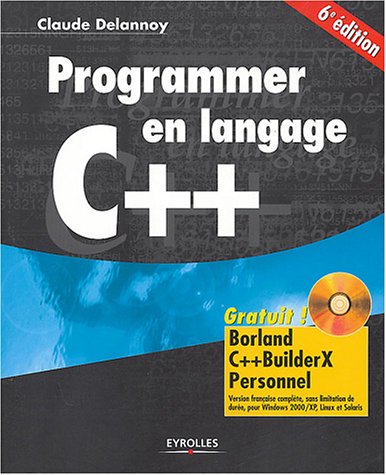 Claude Delannoy
6e édition
Programmer
en langage
C++
Gratuit !
Borland
C++BuilderX
Personnel
Version française complète, sans limitation de
durée, pour Windows 2000/XP, Linux et Solaris
EYROLLES